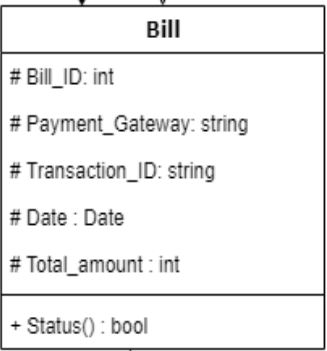 Bill
# Bill_ID: int
# Payment_Gateway: string
# Transaction_ID: string
# Date : Date
# Total_amount : int
+ Status() : bool